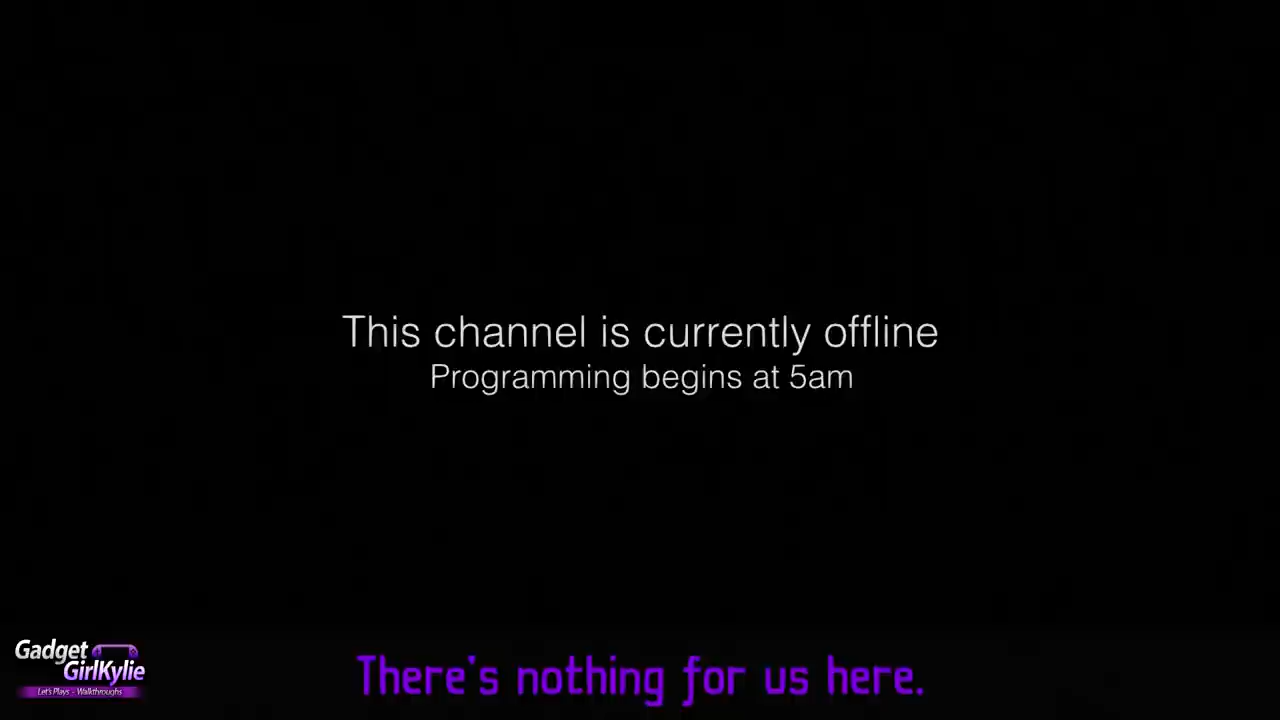 This channel is currently offline
Programming begins at 5am
Gadget
GirlKylie
Let's Plays - Walkthroughs
There's nothing for us here.